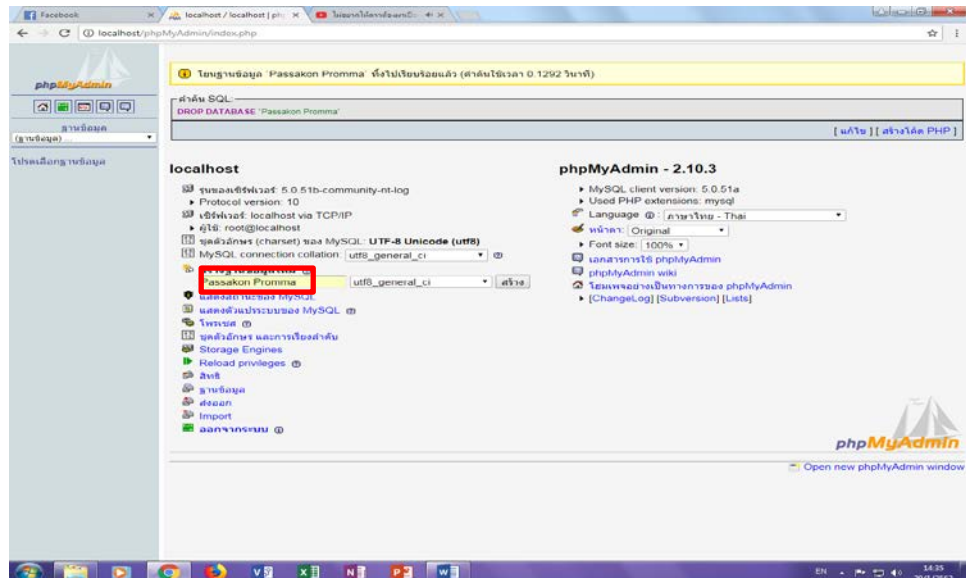 Facebook
localhost / localhost | ph
localhost/phpMyAdmin/index.php
phpMyAdmin
ฐานข้อมูล
(ฐานข้อมูล) ...
โปรดเลือกฐานข้อมูล
โยนฐานข้อมูล `Passakon Promma` ทิ้งไปเรียบร้อยแล้ว (คำค้นใช้เวลา 0.1292 วินาที)
คำค้น SQL:
DROP DATABASE `Passakon Promma`
[ แก้ไข ] [ สร้างโค้ด PHP ]
localhost
รุ่นของเซิร์ฟเวอร์: 5.0.51b-community-nt-log
Protocol version: 10
เซิร์ฟเวอร์: localhost via TCP/IP
ผู้ใช้: root@localhost
ชุดตัวอักษร (charset) ของ MySQL: UTF-8 Unicode (utf8)
MySQL connection collation: utf8_general_ci
Passakon Promma utf8_general_ci สร้าง
แสดงสถานะของ MySQL
แสดงตัวแปรระบบของ MySQL
โพรเซส
ชุดตัวอักษร และการเรียงลำดับ
Storage Engines
Reload privileges
สิทธิ
ฐานข้อมูล
ส่งออก
Import
ออกจากระบบ
phpMyAdmin - 2.10.3
MySQL client version: 5.0.51a
Used PHP extensions: mysql
Language : ภาษาไทย - Thai
หน้าตา: Original
Font size: 100%
เอกสารการใช้ phpMyAdmin
phpMyAdmin wiki
โฮมเพจอย่างเป็นทางการของ phpMyAdmin
[ChangeLog] [Subversion] [Lists]
phpMyAdmin
Open new phpMyAdmin window
EN
14:35